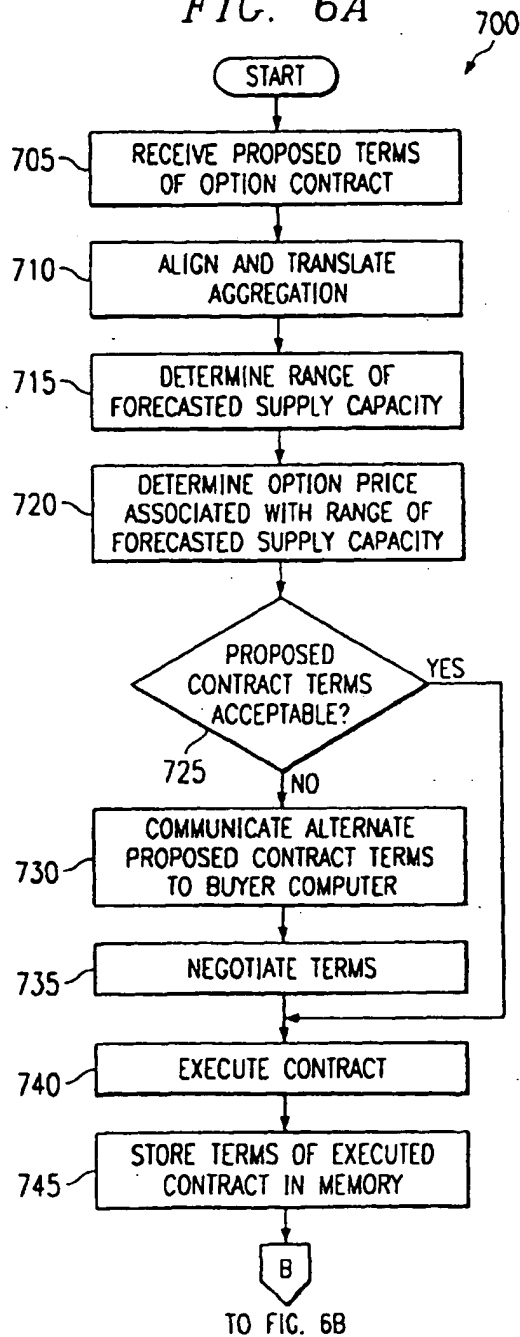 FIG. 6A
700
START
705
RECEIVE PROPOSED TERMS
OF OPTION CONTRACT
710
ALIGN AND TRANSLATE
AGGREGATION
715
DETERMINE RANGE OF
FORECASTED SUPPLY CAPACITY
720
DETERMINE OPTION PRICE
ASSOCIATED WITH RANGE OF
FORECASTED SUPPLY CAPACITY
PROPOSED
CONTRACT TERMS
ACCEPTABLE?
YES
725
NO
730
COMMUNICATE ALTERNATE
PROPOSED CONTRACT TERMS
TO BUYER COMPUTER
735
NEGOTIATE TERMS
740
EXECUTE CONTRACT
745
STORE TERMS OF EXECUTED
CONTRACT IN MEMORY
B
TO FIG. 6B